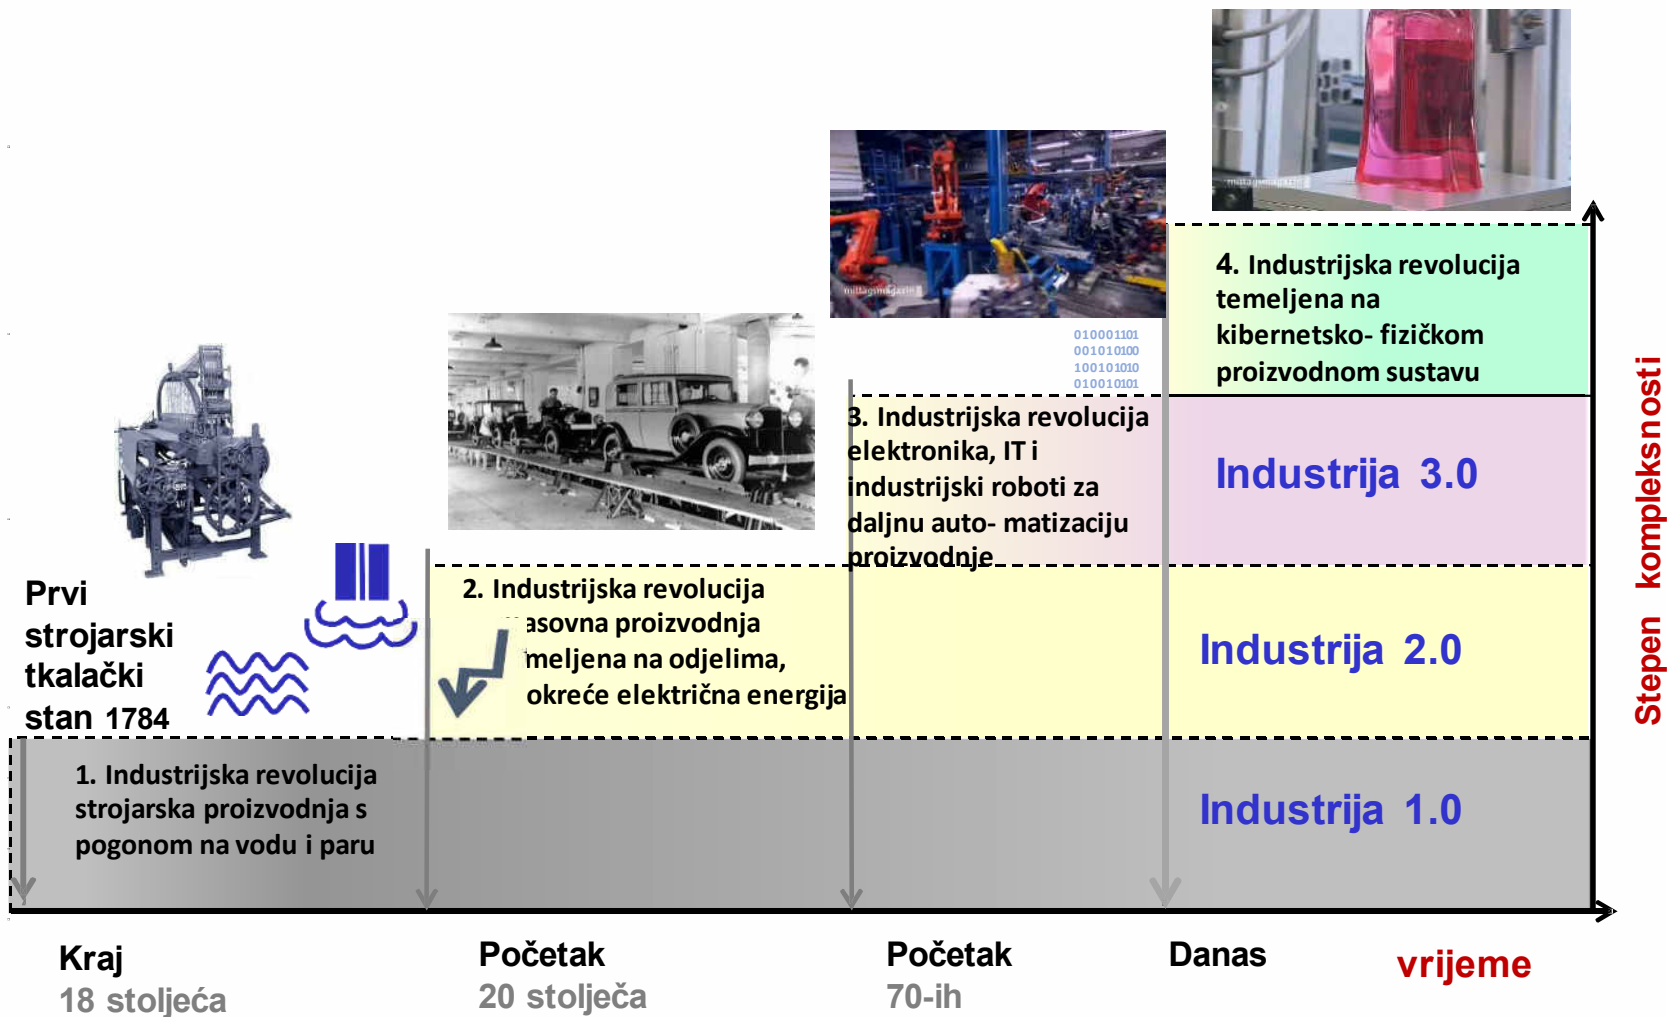 mittagsmagazin
mittagsmagazin
010001101
001010100
100101010
010010101
4. Industrijska revolucija
temeljena na
kibernetsko- fizičkom
proizvodnom sustavu
3. Industrijska revolucija
elektronika, IT i
industrijski roboti za
daljnu auto- matizaciju
proizvodnje
Industrija 3.0
Stepen kompleksnosti
Prvi
strojarski
tkalački
stan 1784
2. Industrijska revolucija
asovna proizvodnja
meljena na odjelima,
okreće električna energija
Industrija 2.0
1. Industrijska revolucija
strojarska proizvodnja s
pogonom na vodu i paru
Industrija 1.0
Kraj
18 stoljeća
Početak
20 stolječa
Početak
70-ih
Danas
vrijeme